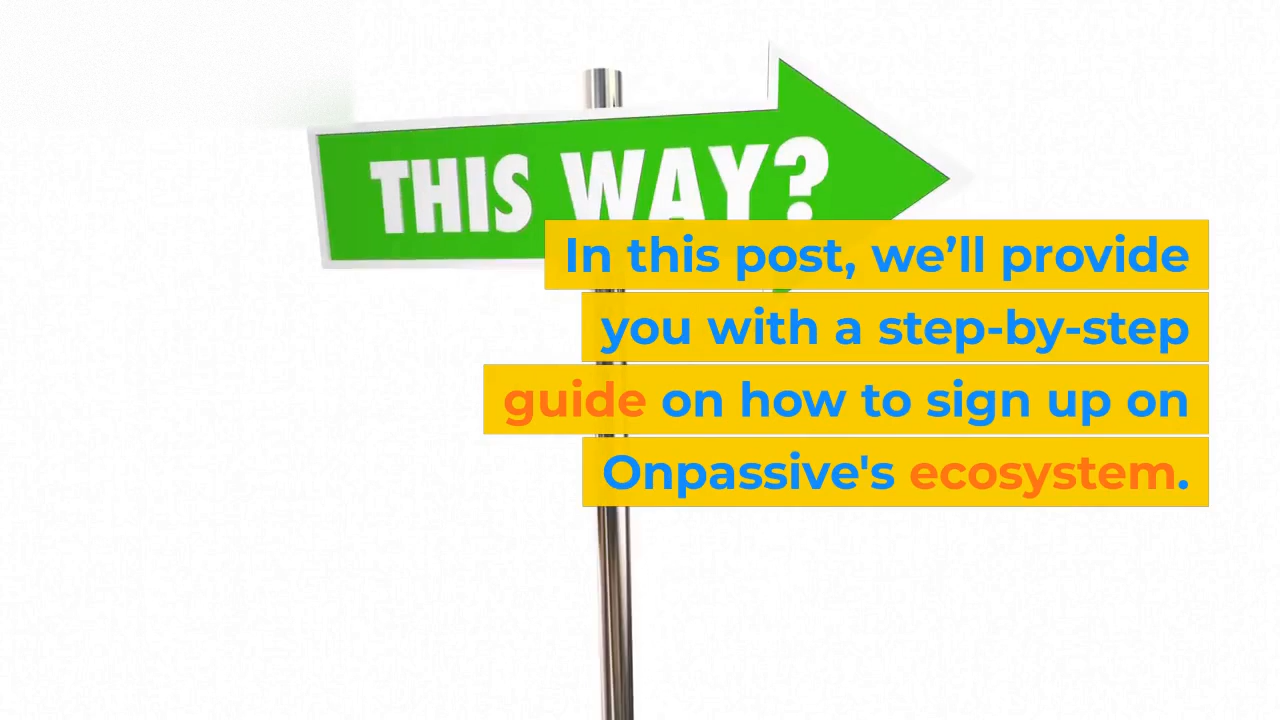 THIS WAY?
In this post, we’ll provide
you with a step-by-step
guide on how to sign up on
Onpassive's ecosystem.